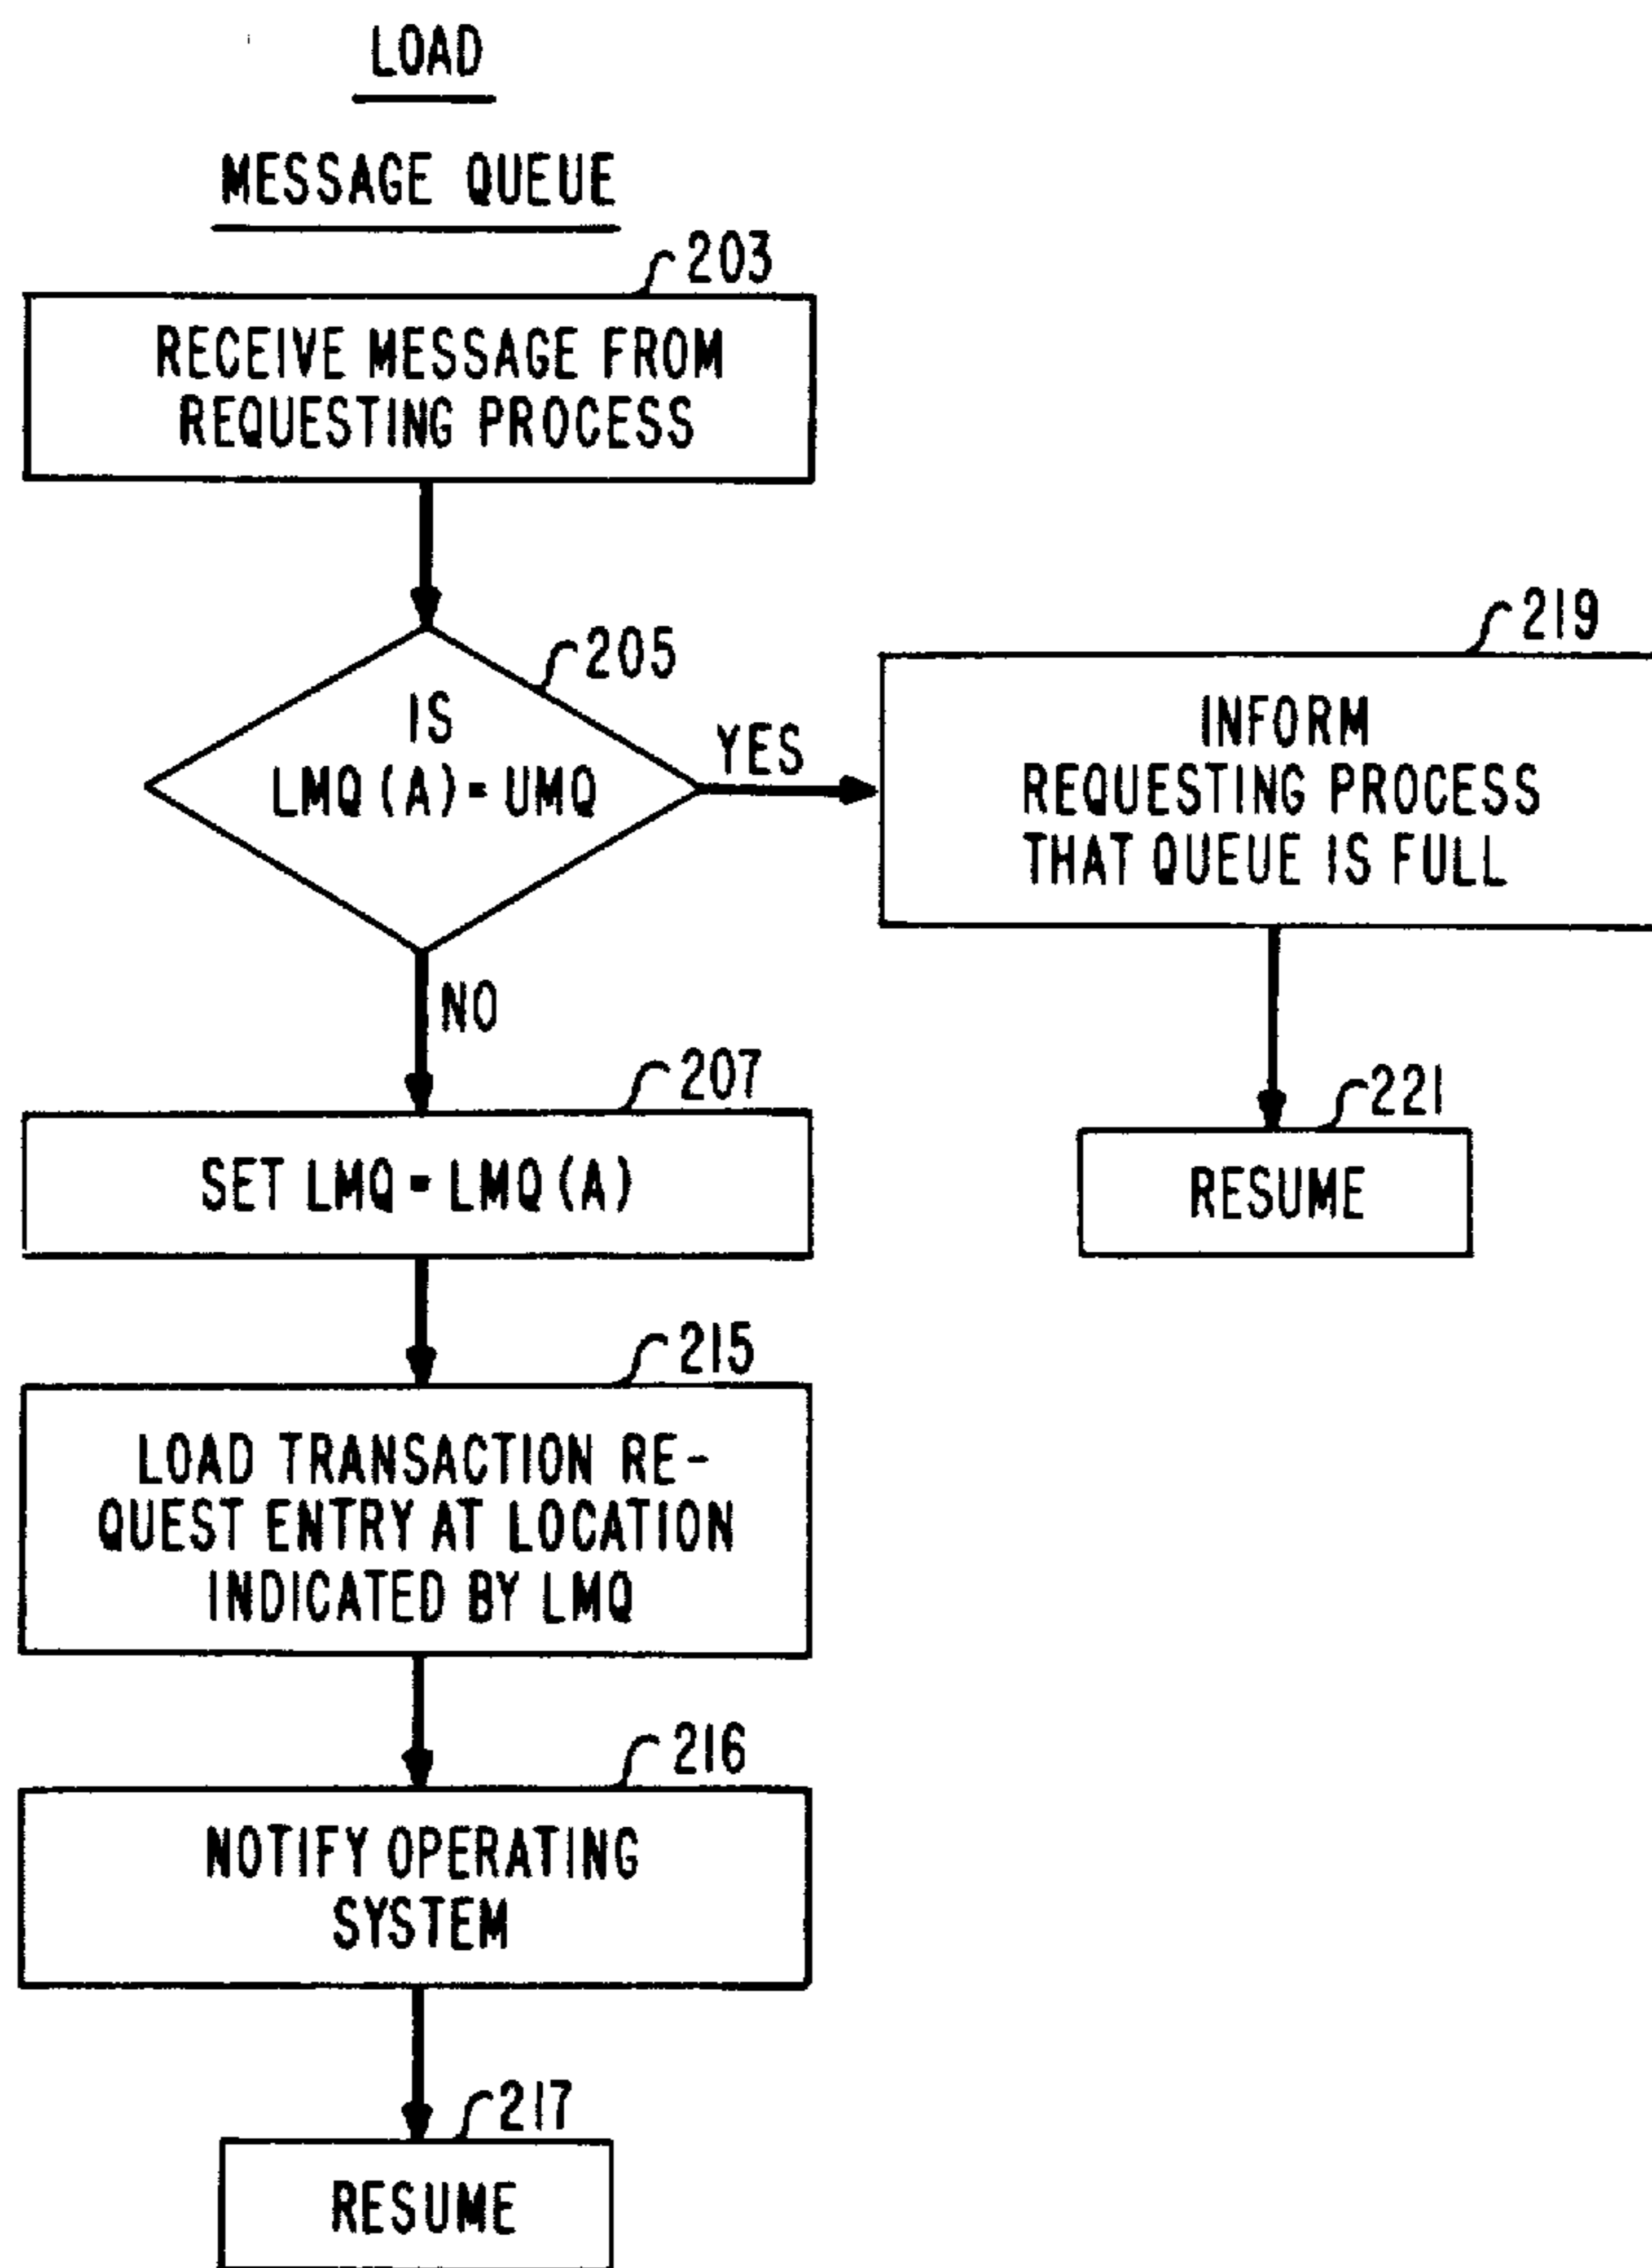 LOAD
MESSAGE QUEUE
203
RECEIVE MESSAGE FROM
REQUESTING PROCESS
205
IS
LMQ (A) = UMQ
YES
NO
219
INFORM
REQUESTING PROCESS
THAT QUEUE IS FULL
221
RESUME
207
SET LMQ = LMQ (A)
215
LOAD TRANSACTION RE-
QUEST ENTRY AT LOCATION
INDICATED BY LMQ
216
NOTIFY OPERATING
SYSTEM
217
RESUME